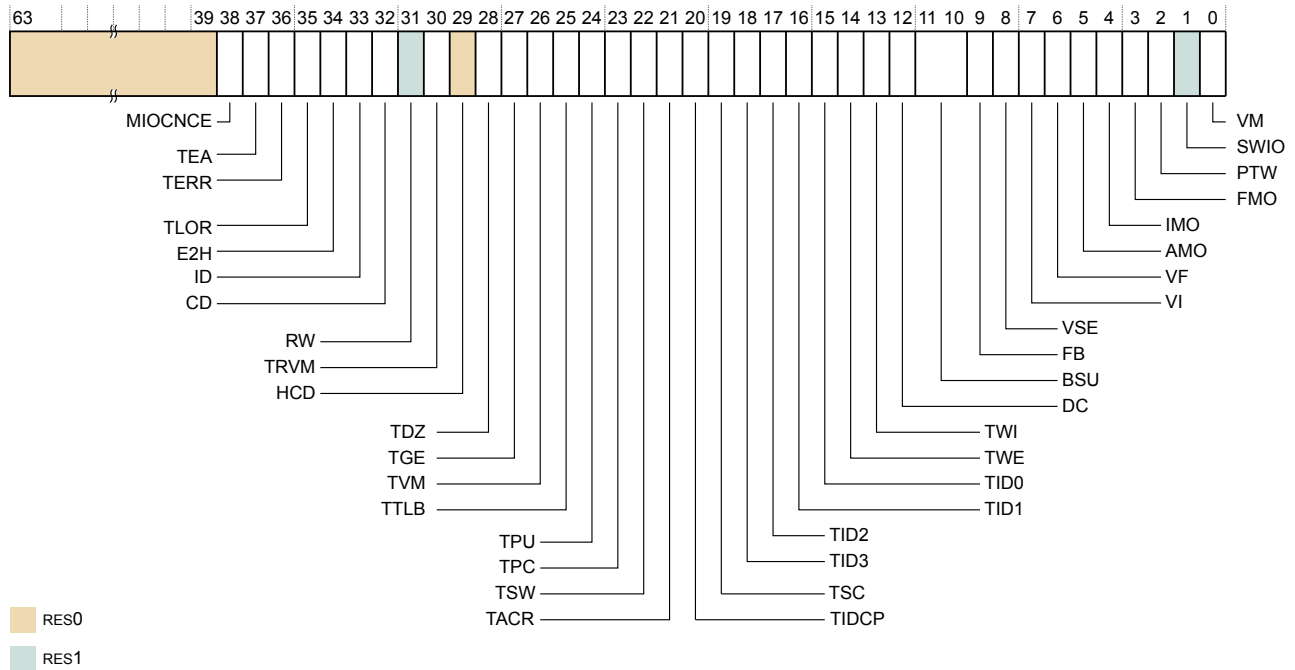 63 39 38 37 36 35 34 33 32 31 30 29 28 27 26 25 24 23 22 21 20 19 18 17 16 15 14 13 12 11 10 9 8 7 6 5 4 3 2 1 0
MIOCNCE VM
SWIO
TEA
PTW
TERR
FMO
TLOR IMO
E2H AMO
ID VF
CD VI
VSE
RW
FB
TRVM
BSU
HCD
DC
TDZ TWI
TGE TWE
TVM TID0
TTLB TID1
TPU TID2
TPC TID3
TSW TSC
TACR TIDCP
RES0
RES1